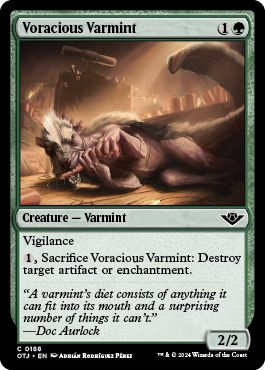 Voracious Varmint 1
Creature — Varmint
Vigilance
1, Sacrifice Voracious Varmint: Destroy
target artifact or enchantment.
“A varmint's diet consists of anything it
can fit into its mouth and a surprising
number of things it can't.”
—Doc Aurlock
2/2
C 0188
OTJ • EN ADRIÁN RODRÍGUEZ PÉREZ
™ & © 2024 Wizards of the Coast